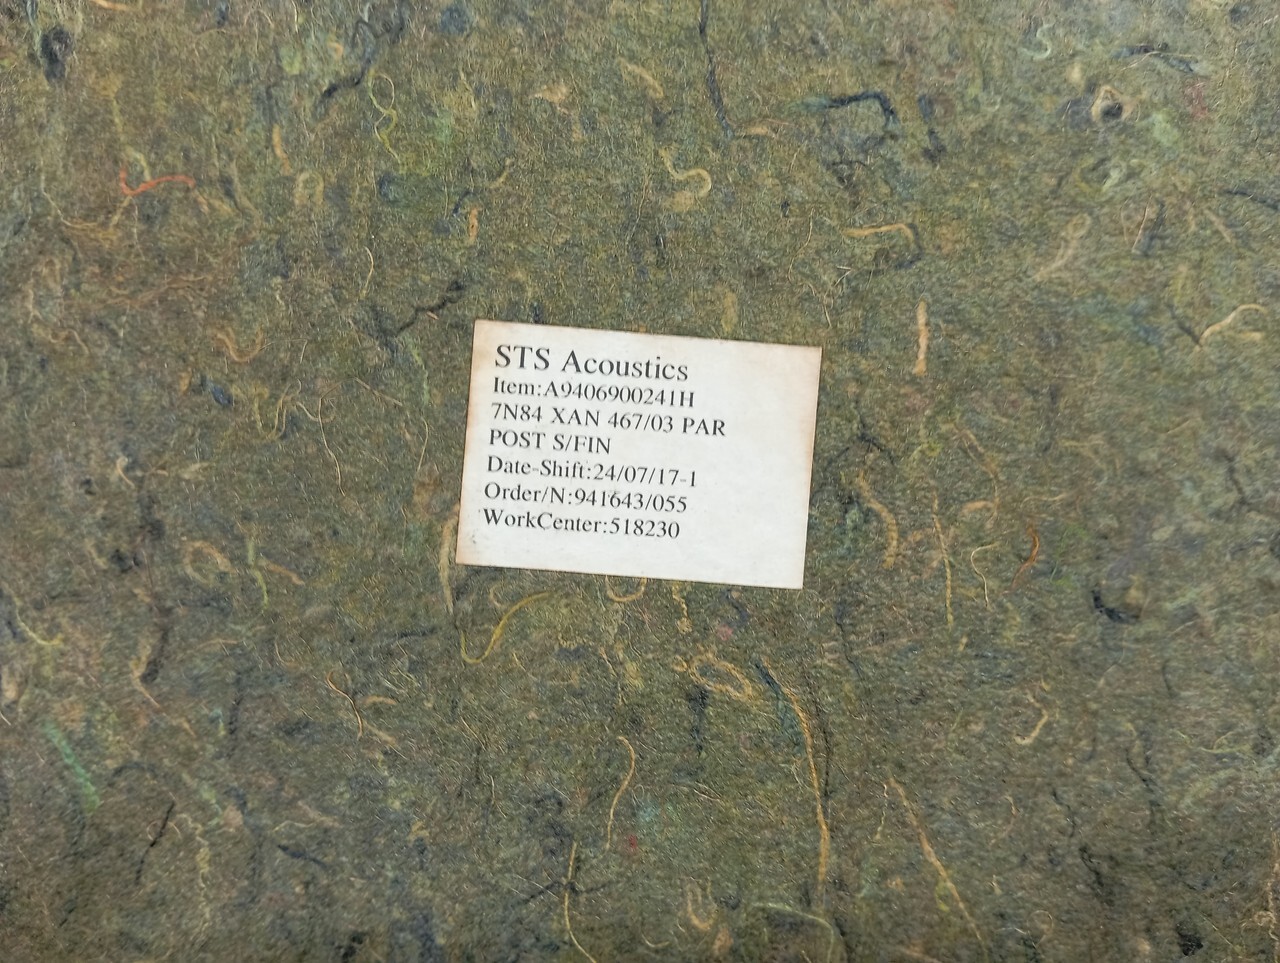 STS Acoustics
Item:A9406900241H
7N84 XAN 467/03 PAR
POST S/FIN
Date-Shift:24/07/17-1
Order/N:941643/055
WorkCenter:518230